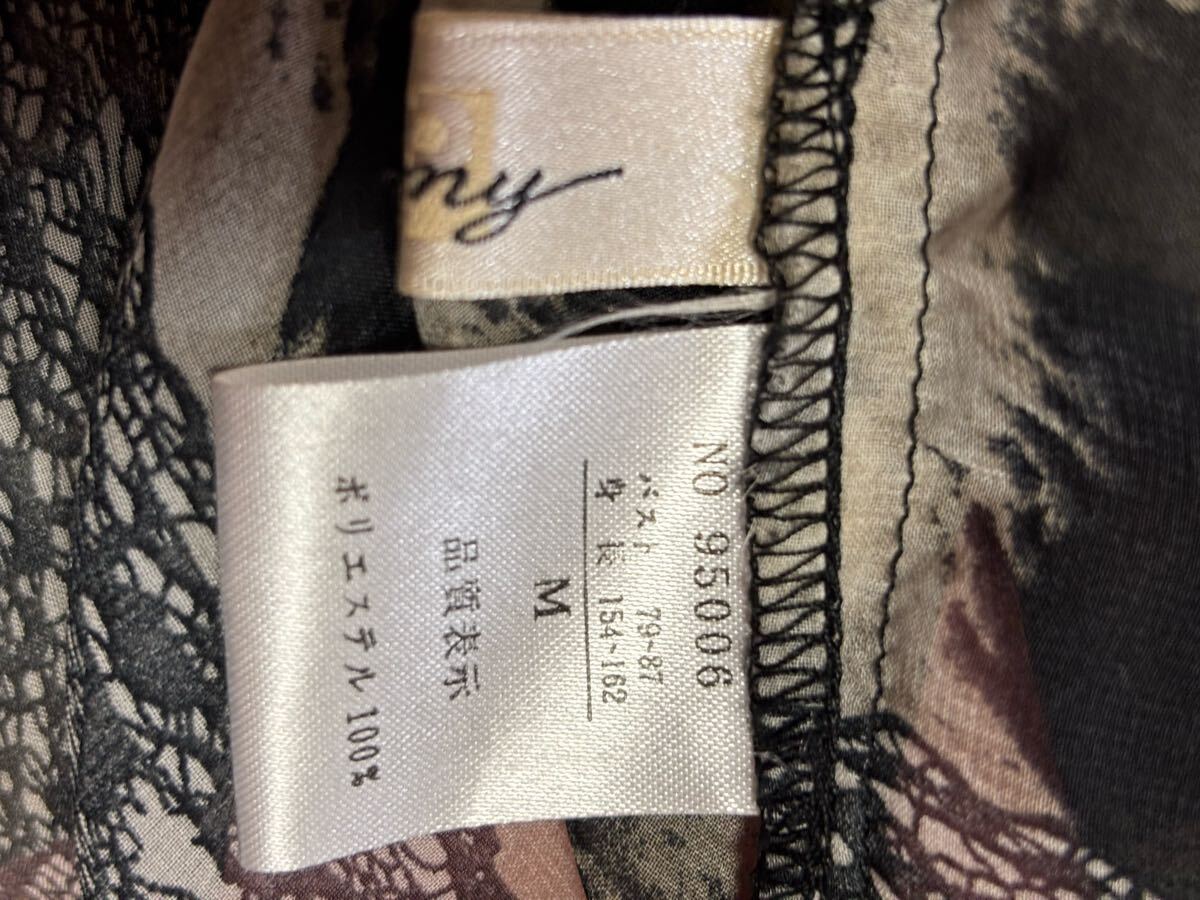 my
NO 95006
バスト 79~87
身長 154~162
M
品質表示
ポリエステル100%